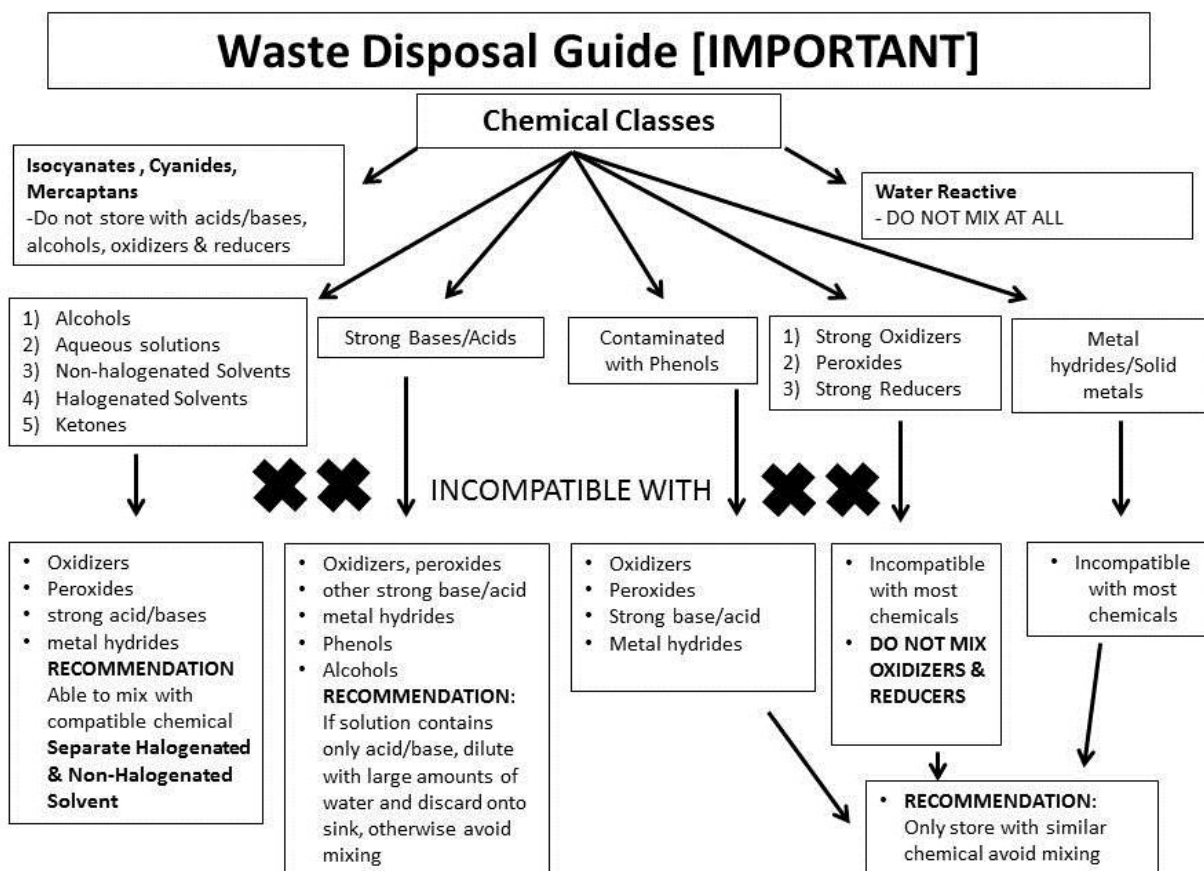 Waste Disposal Guide [IMPORTANT]
Chemical Classes
Isocyanates , Cyanides,
Mercaptans
-Do not store with acids/bases,
alcohols, oxidizers & reducers
Water Reactive
- DO NOT MIX AT ALL
1) Alcohols
2) Aqueous solutions
3) Non-halogenated Solvents
4) Halogenated Solvents
5) Ketones
Strong Bases/Acids
Contaminated
with Phenols
1) Strong Oxidizers
2) Peroxides
3) Strong Reducers
Metal
hydrides/Solid
metals
INCOMPATIBLE WITH
• Oxidizers
• Peroxides
• strong acid/bases
• metal hydrides
RECOMMENDATION
Able to mix with
compatible chemical
Separate Halogenated
& Non-Halogenated
Solvent
• Oxidizers, peroxides
• other strong base/acid
• metal hydrides
• Phenols
• Alcohols
RECOMMENDATION:
If solution contains
only acid/base, dilute
with large amounts of
water and discard onto
sink, otherwise avoid
mixing
• Oxidizers
• Peroxides
• Strong base/acid
• Metal hydrides
• Incompatible
with most
chemicals
• DO NOT MIX
OXIDIZERS &
REDUCERS
• Incompatible
with most
chemicals
• RECOMMENDATION:
Only store with similar
chemical avoid mixing